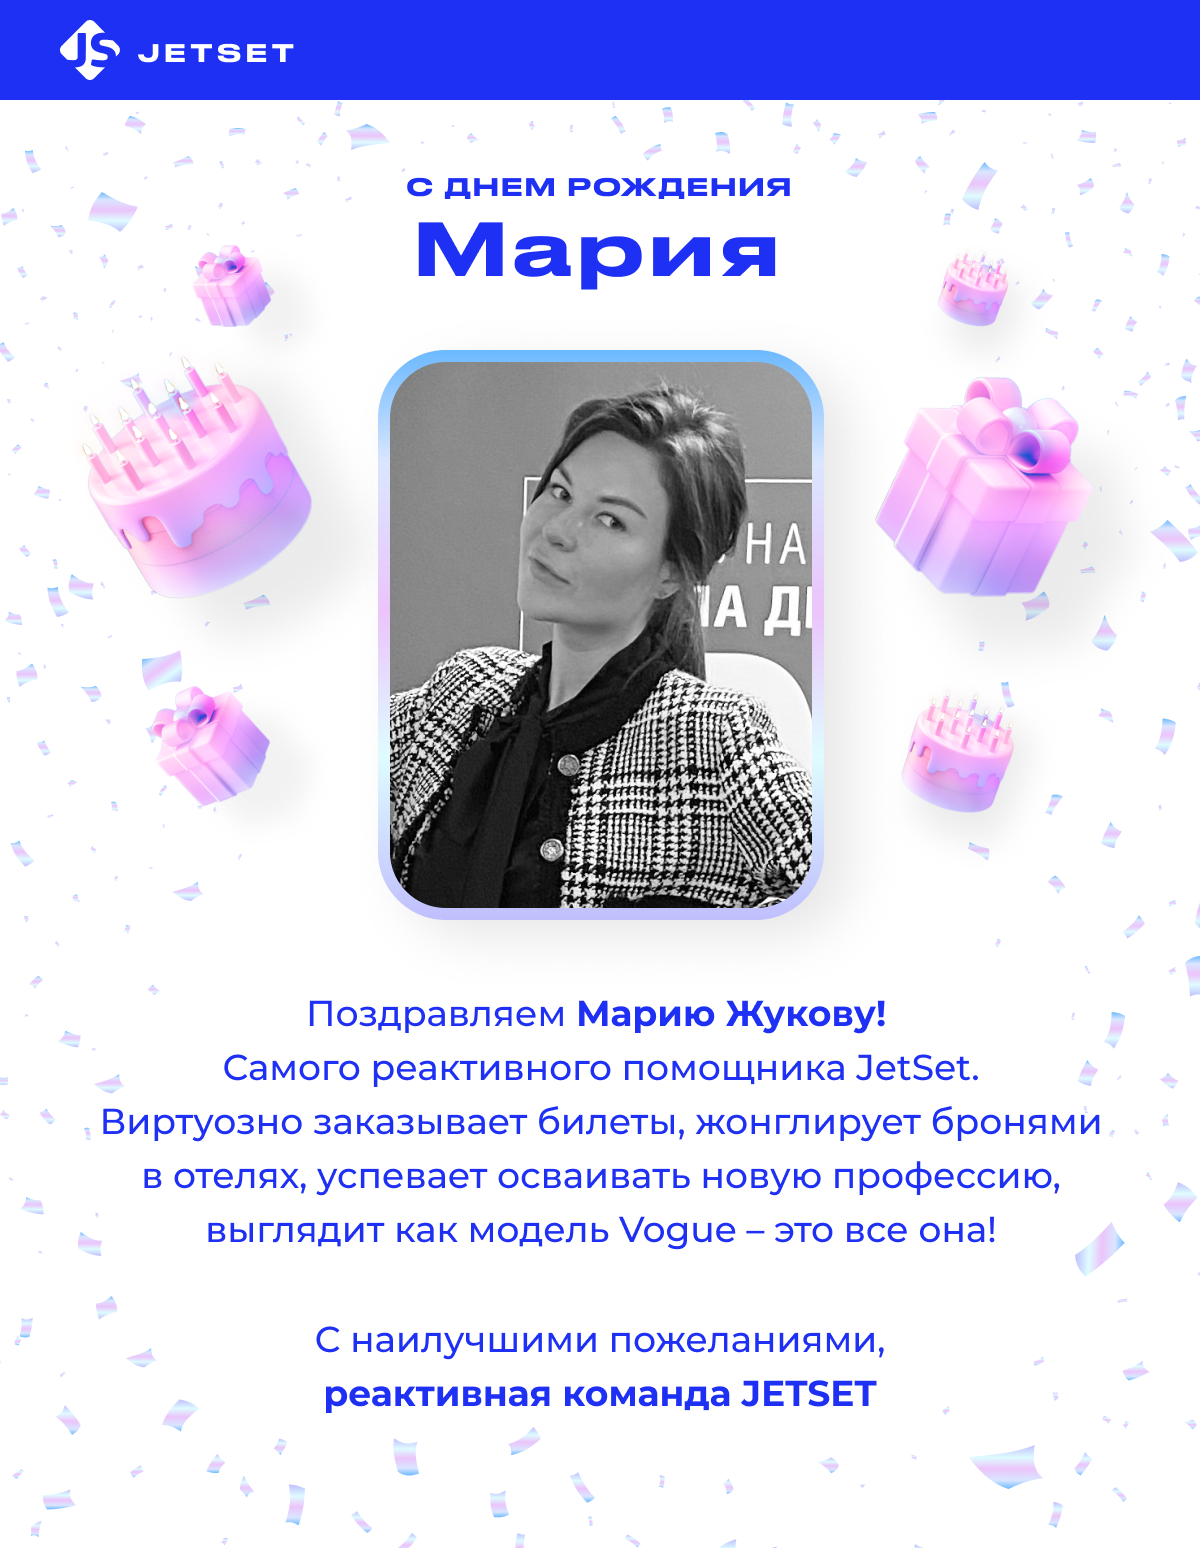 JS JETSET
С ДНЕМ РОЖДЕНИЯ
Мария
НА
НА
Поздравляем Марию Жукову!
Самого реактивного помощника JetSet.
Виртуозно заказывает билеты, жонглирует бронями
в отелях, успевает осваивать новую профессию,
выглядит как модель Vogue – это все она!
С наилучшими пожеланиями,
реактивная команда JETSET